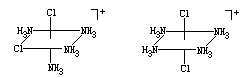 Cl
]+
H₃N NH₃
Cl NH₃
NH₃
Cl
]+
H₃N NH₃
H₃N NH₃
Cl